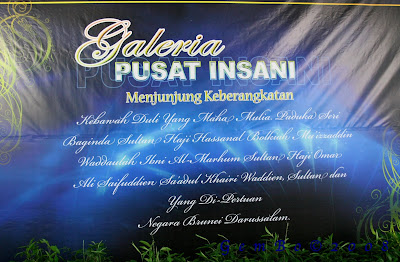 Galeria
PUSAT INSANI
Menjunjung Keberangkatan
Kebawah Duli Yang Maha Mulia Paduka Seri
Baginda Sultan Haji Hassanal Bolkiah Mu'izzaddin
Waddaulah Ibni Al-Marhum Sultan Haji Omar
Ali Saifuddien Sa'adul Khairi Waddien, Sultan dan
Yang Di-Pertuan
Negara Brunei Darussalam.